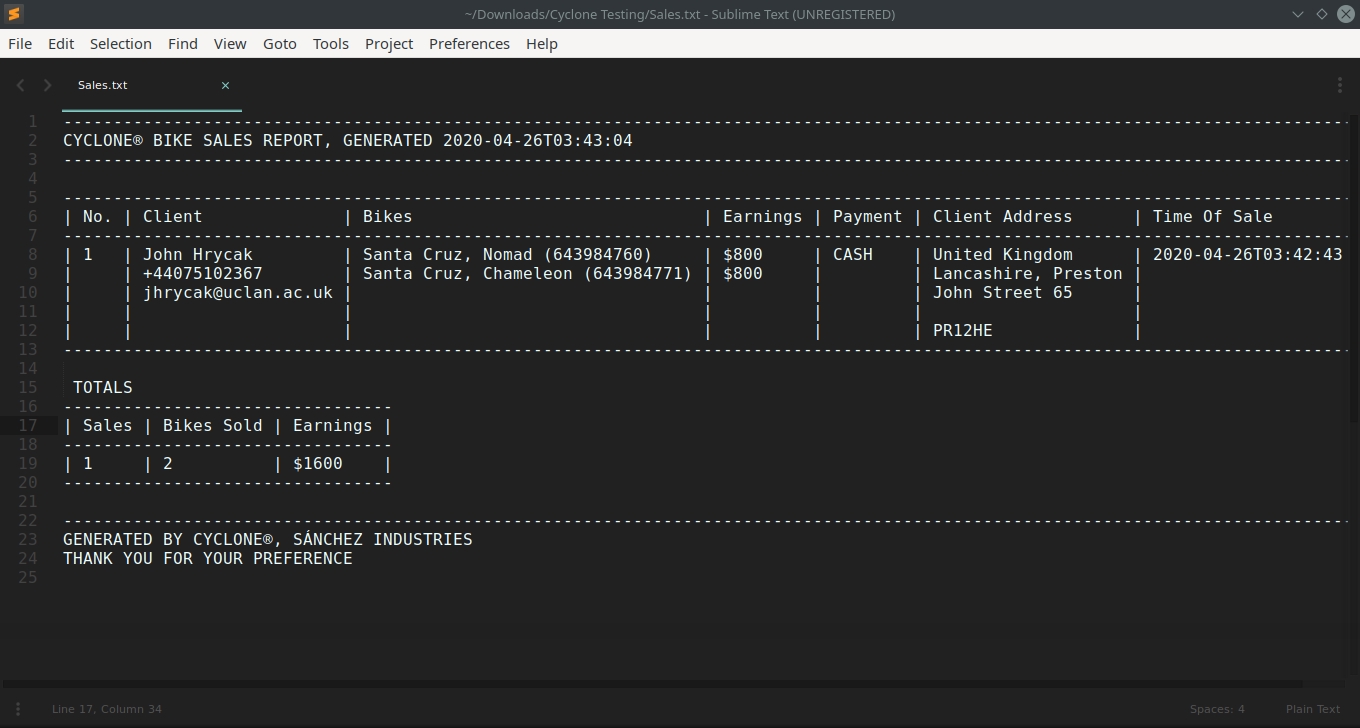 ~/Downloads/Cyclone Testing/Sales.txt - Sublime Text (UNREGISTERED)
File Edit Selection Find View Goto Tools Project Preferences Help
Sales.txt
1 ---------------------------------------------------------------------------------------------------------------------------------
2 CYCLONE® BIKE SALES REPORT, GENERATED 2020-04-26T03:43:04
3 ---------------------------------------------------------------------------------------------------------------------------------
4
5 ---------------------------------------------------------------------------------------------------------------------------------
6 | No. | Client              | Bikes                             | Earnings | Payment | Client Address      | Time Of Sale
7 ---------------------------------------------------------------------------------------------------------------------------------
8 | 1   | John Hrycak         | Santa Cruz, Nomad (643984760)     | $800     | CASH    | United Kingdom      | 2020-04-26T03:42:43
9 |     | +44075102367        | Santa Cruz, Chameleon (643984771) | $800     |         | Lancashire, Preston |
10 |     | jhrycak@uclan.ac.uk |                                   |          |         | John Street 65      |
11 |     |                     |                                   |          |         |                     |
12 |     |                     |                                   |          |         | PR12HE              |
13 ---------------------------------------------------------------------------------------------------------------------------------
14
15  TOTALS
16 ---------------------------------
17 | Sales | Bikes Sold | Earnings |
18 ---------------------------------
19 | 1     | 2          | $1600    |
20 ---------------------------------
21
22 ---------------------------------------------------------------------------------------------------------------------------------
23 GENERATED BY CYCLONE®, SÁNCHEZ INDUSTRIES
24 THANK YOU FOR YOUR PREFERENCE
25
Line 17, Column 34 Spaces: 4 Plain Text